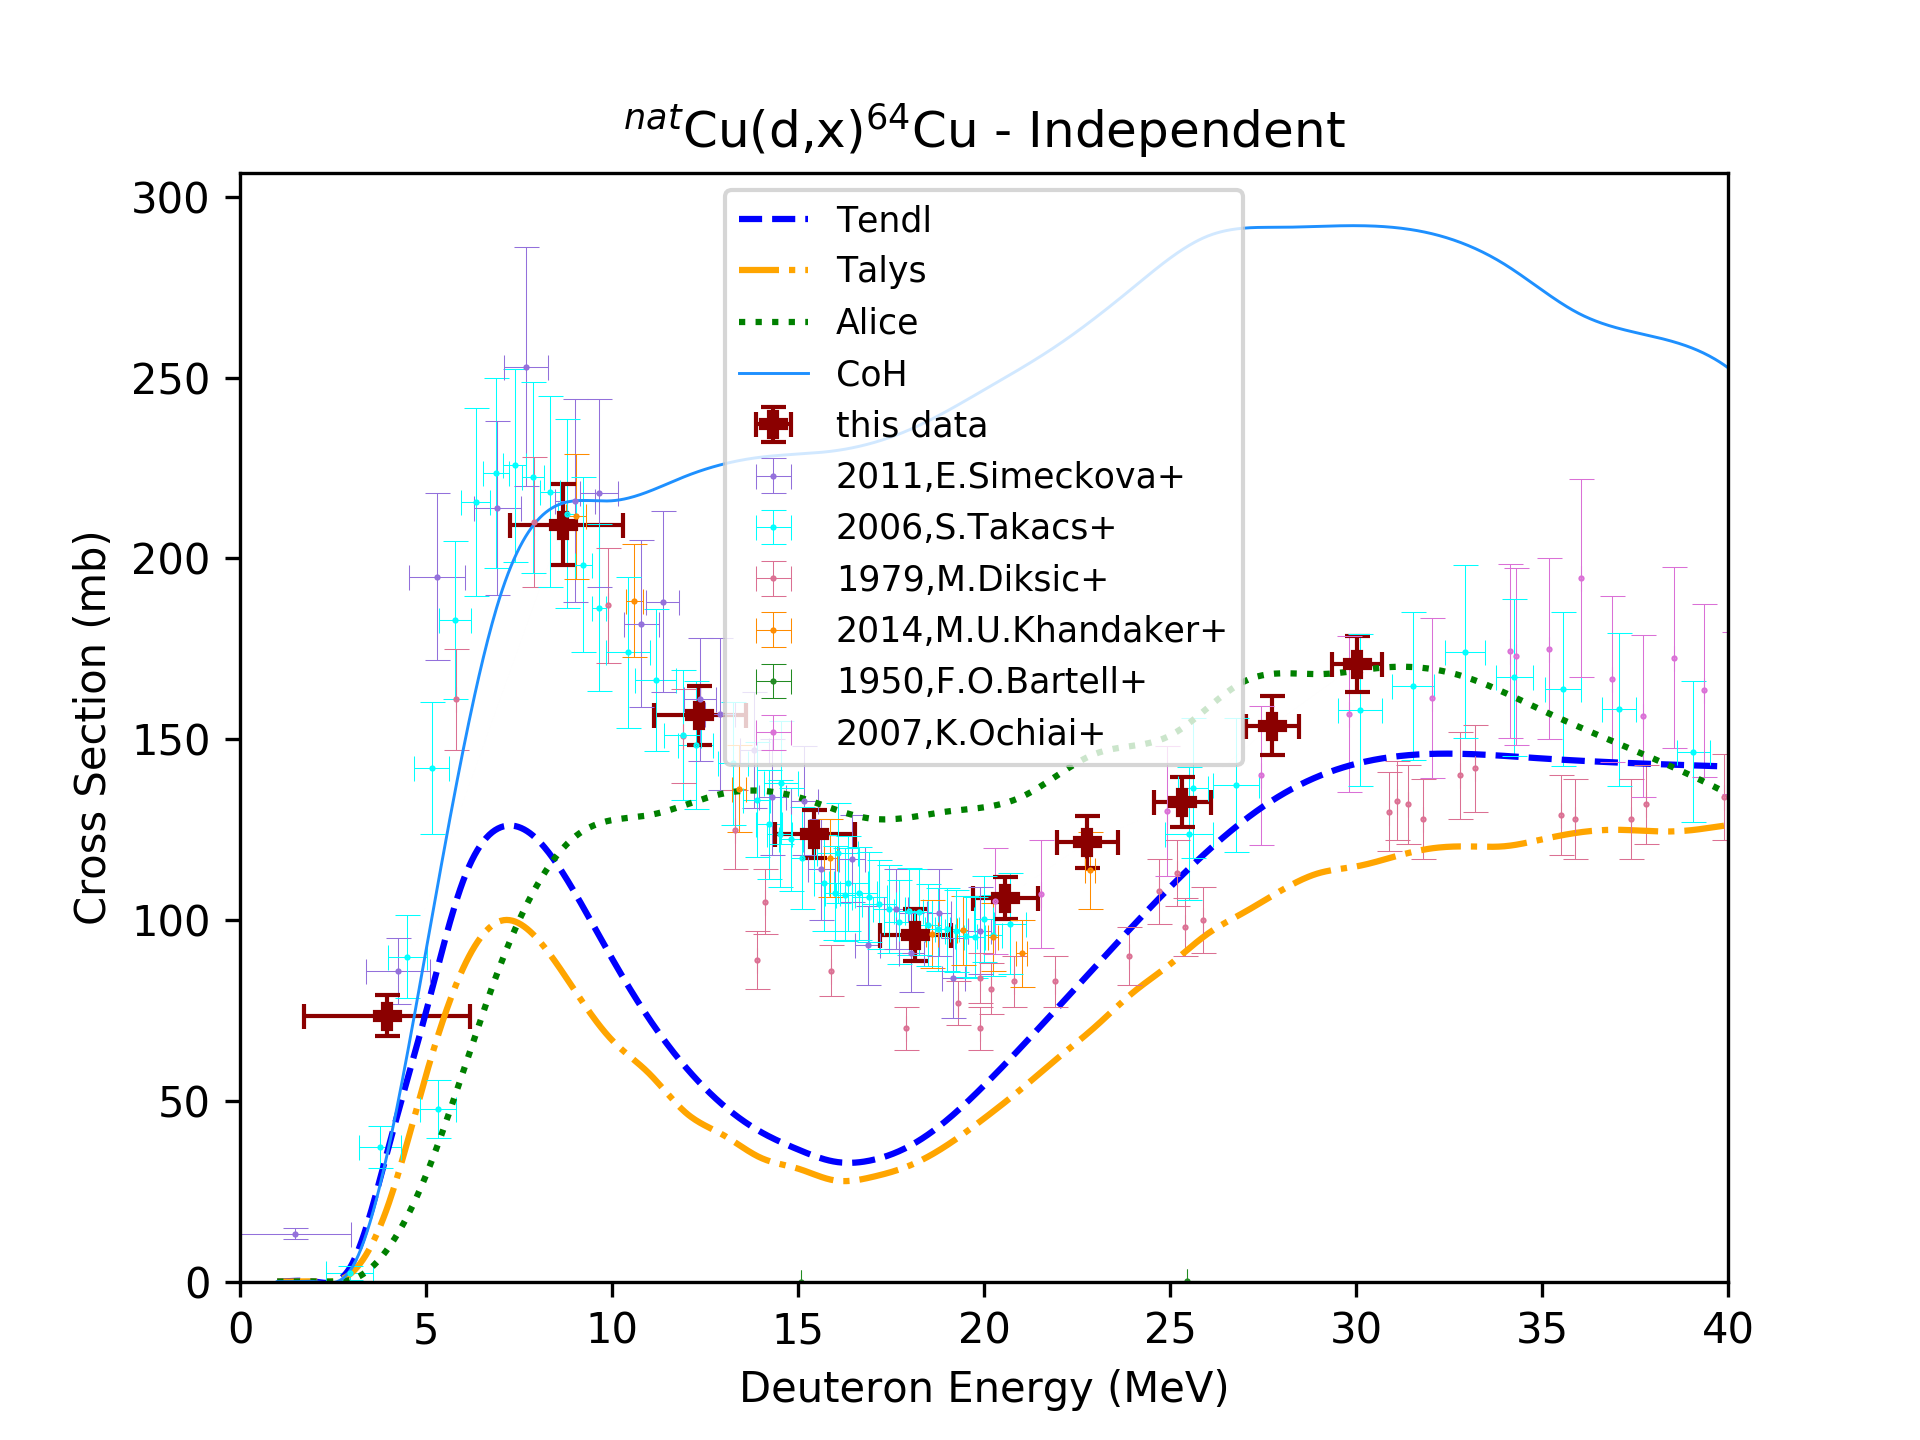 natCu(d,x)64Cu - Independent
300
250
200
150
100
50
0
Cross Section (mb)
Tendl
Talys
Alice
CoH
this data
2011,E.Simeckova+
2006,S.Takacs+
1979,M.Diksic+
2014,M.U.Khandaker+
1950,F.O.Bartell+
2007,K.Ochiai+
0 5 10 15 20 25 30 35 40
Deuteron Energy (MeV)